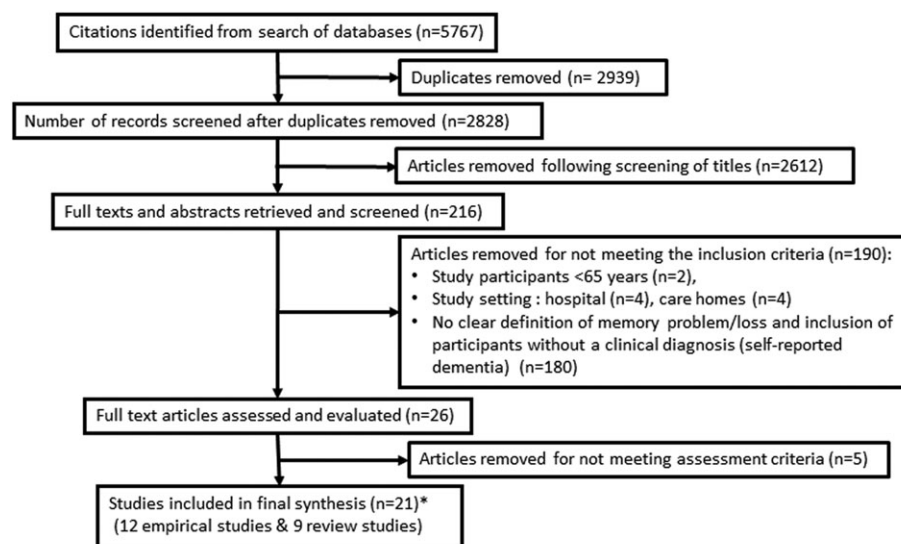 Citations identified from search of databases (n=5767)
Duplicates removed (n= 2939)
Number of records screened after duplicates removed (n=2828)
Articles removed following screening of titles (n=2612)
Full texts and abstracts retrieved and screened (n=216)
Articles removed for not meeting the inclusion criteria (n=190):
• Study participants <65 years (n=2),
• Study setting : hospital (n=4), care homes (n=4)
• No clear definition of memory problem/loss and inclusion of
participants without a clinical diagnosis (self-reported
dementia) (n=180)
Full text articles assessed and evaluated (n=26)
Articles removed for not meeting assessment criteria (n=5)
Studies included in final synthesis (n=21)*
(12 empirical studies & 9 review studies)